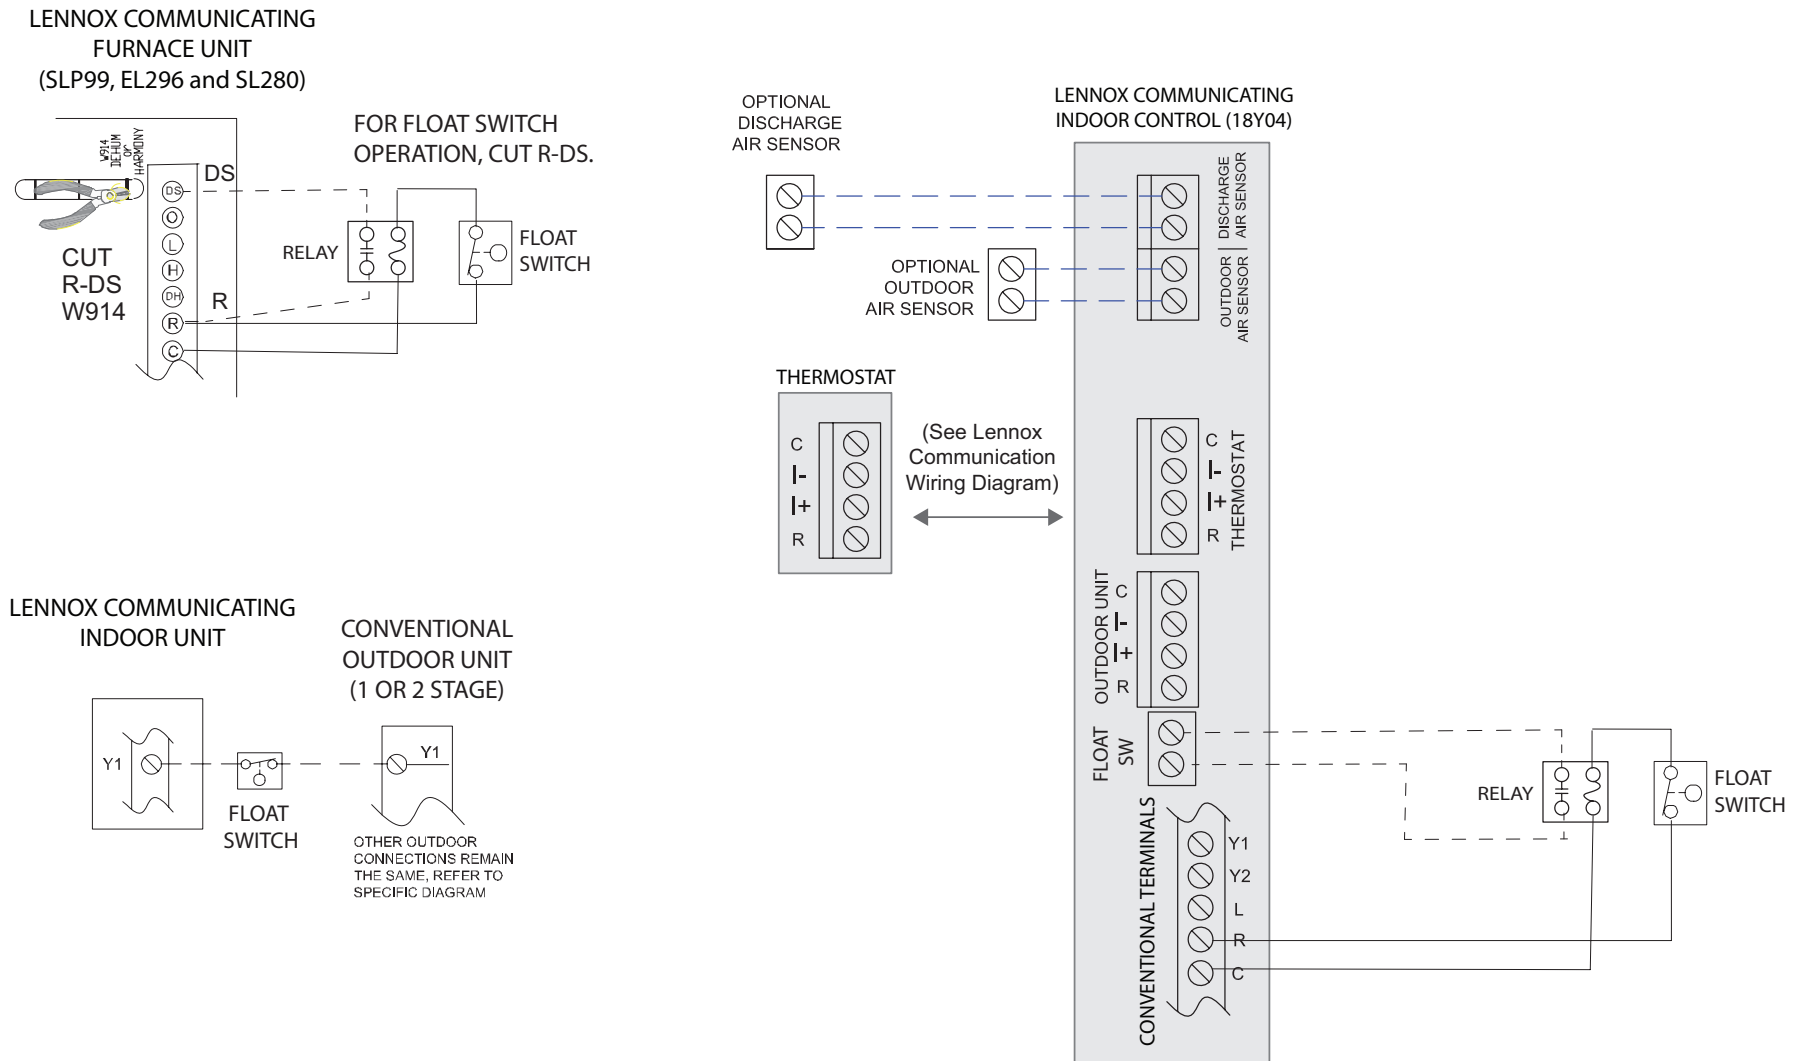 LENNOX COMMUNICATING
FURNACE UNIT
(SLP99, EL296 and SL280)
W914
DEHUM
or
HARMONY
FOR FLOAT SWITCH
OPERATION, CUT R-DS.
DS
DS
O
L
H
DH
R
C
CUT
R-DS
W914
R
RELAY
FLOAT
SWITCH
LENNOX COMMUNICATING
INDOOR UNIT
Y1
FLOAT
SWITCH
CONVENTIONAL
OUTDOOR UNIT
(1 OR 2 STAGE)
Y1
OTHER OUTDOOR
CONNECTIONS REMAIN
THE SAME, REFER TO
SPECIFIC DIAGRAM
OPTIONAL
DISCHARGE
AIR SENSOR
LENNOX COMMUNICATING
INDOOR CONTROL (18Y04)
DISCHARGE
AIR SENSOR
OPTIONAL
OUTDOOR
AIR SENSOR
OUTDOOR
AIR SENSOR
THERMOSTAT
C
I-
I+
R
(See Lennox
Communication
Wiring Diagram)
C
I-
I+
R
THERMOSTAT
OUTDOOR UNIT
C
I-
I+
R
FLOAT
SW
RELAY
FLOAT
SWITCH
CONVENTIONAL TERMINALS
Y1
Y2
L
R
C